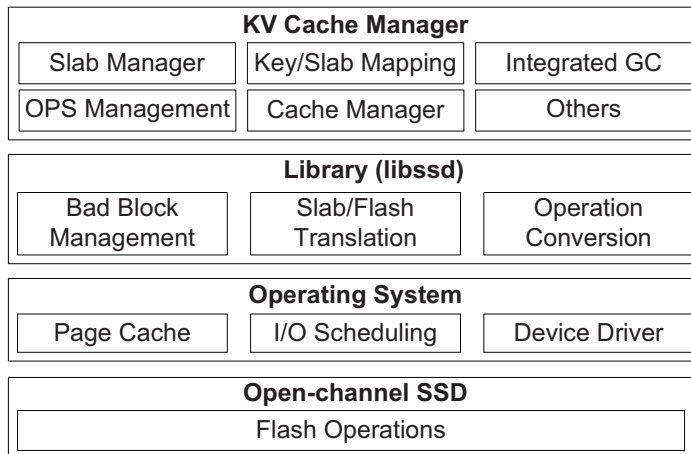 KV Cache Manager
Slab Manager
Key/Slab Mapping
Integrated GC
OPS Management
Cache Manager
Others
Library (libssd)
Bad Block
Management
Slab/Flash
Translation
Operation
Conversion
Operating System
Page Cache
I/O Scheduling
Device Driver
Open-channel SSD
Flash Operations